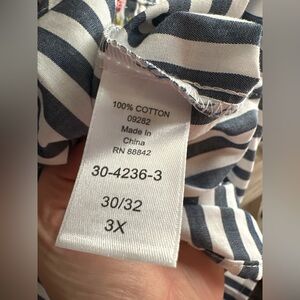 100% COTTON
09282
Made In
China
RN 88842
30-4236-3
30/32
3X